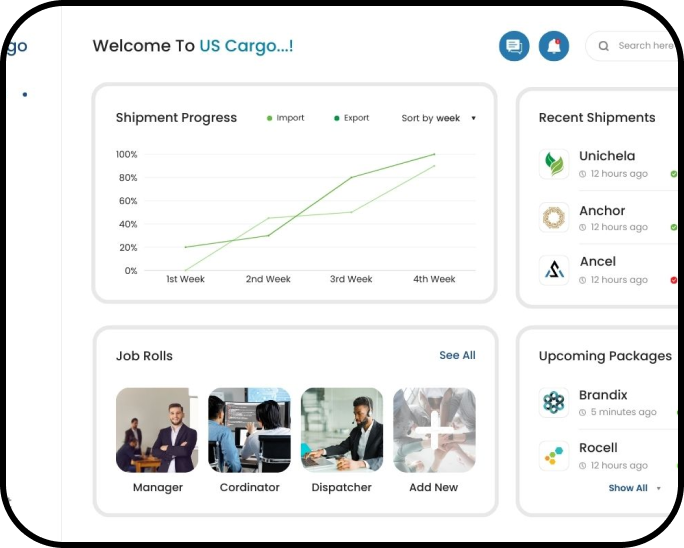 go
Welcome To US Cargo...!
Search here
Shipment Progress
Import
Export
Sort by week
100%
80%
60%
40%
20%
0%
1st Week
2nd Week
3rd Week
4th Week
Recent Shipments
Unichela
12 hours ago
Anchor
12 hours ago
Ancel
12 hours ago
Job Rolls
See All
Manager
Cordinator
Dispatcher
Add New
Upcoming Packages
Brandix
5 minutes ago
Rocell
12 hours ago
Show All